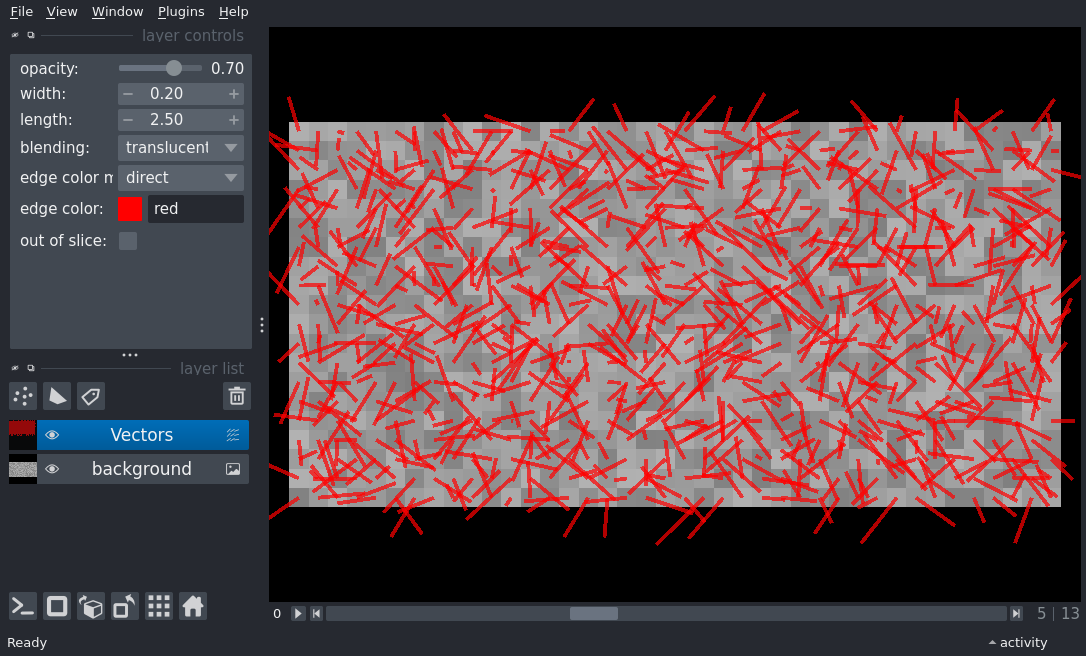 File View Window Plugins Help
layer controls
opacity: 0.70
width: 0.20
length: 2.50
blending: translucent
edge color m direct
edge color: red
out of slice:
layer list
Vectors
background
0 5 | 13
Ready activity